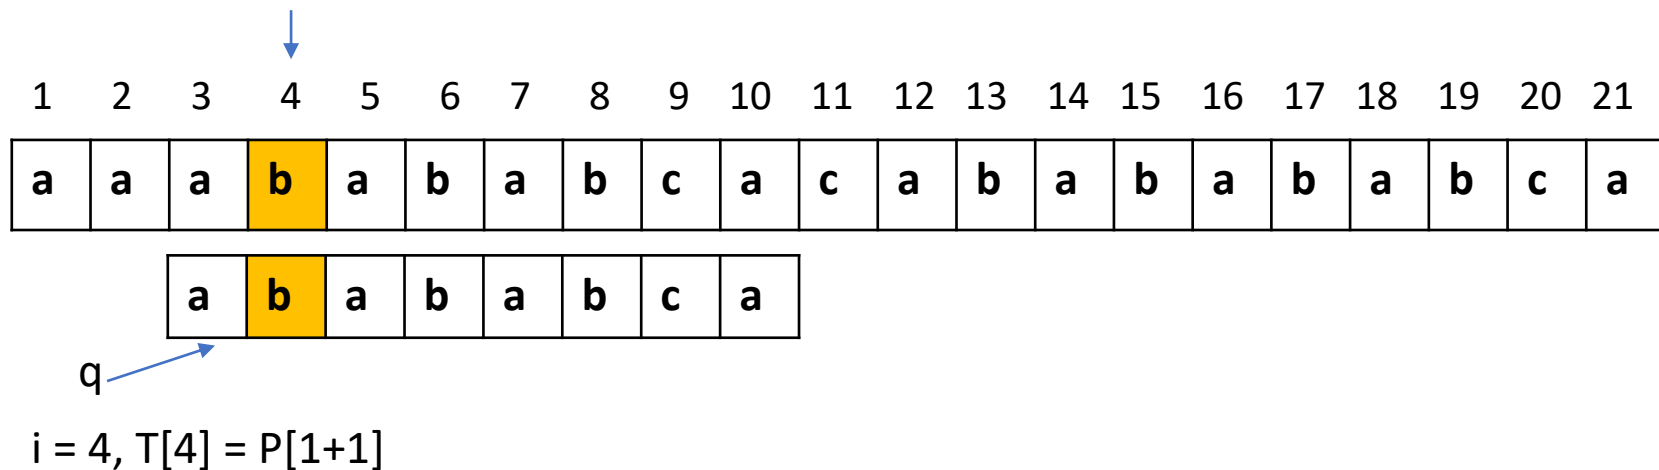 1 2 3 4 5 6 7 8 9 10 11 12 13 14 15 16 17 18 19 20 21
a a a b a b a b c a c a b a b a b a b c a
a b a b a b c a
q
i = 4, T[4] = P[1+1]